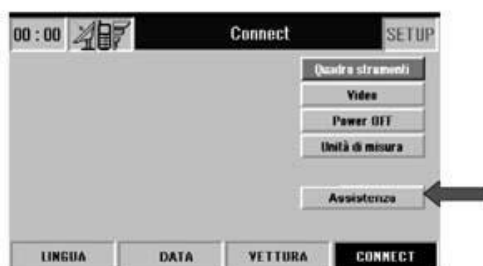 00 : 00 Connect SETUP
Quadro strumenti
Video
Power OFF
Unità di misura
Assistenza
LINGUA DATA VETTURA CONNECT